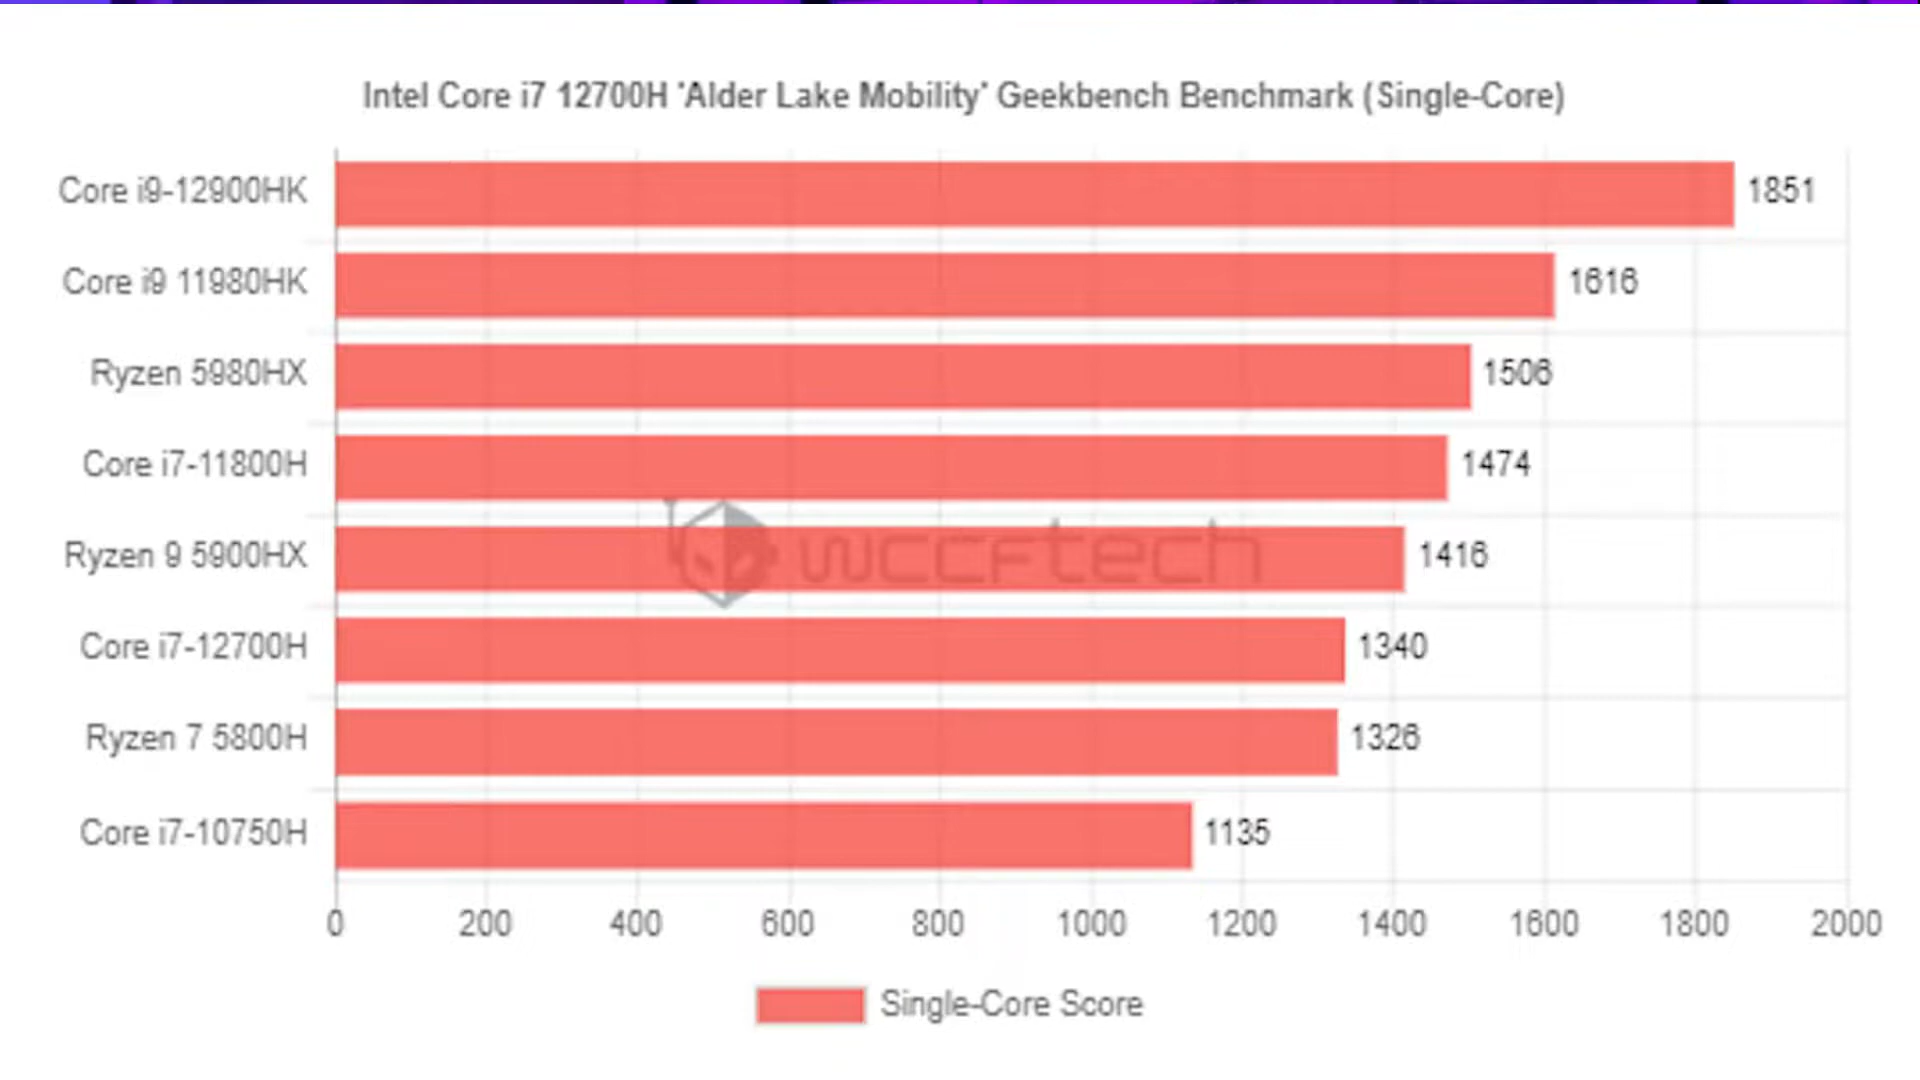 Intel Core i7 12700H 'Alder Lake Mobility' Geekbench Benchmark (Single-Core)
Core i9-12900HK 1851
Core i9 11980HK 1616
Ryzen 5980HX 1506
Core i7-11800H 1474
wccftech
Ryzen 9 5900HX 1416
Core i7-12700H 1340
Ryzen 7 5800H 1326
Core i7-10750H 1135
0 200 400 600 800 1000 1200 1400 1600 1800 2000
Single-Core Score